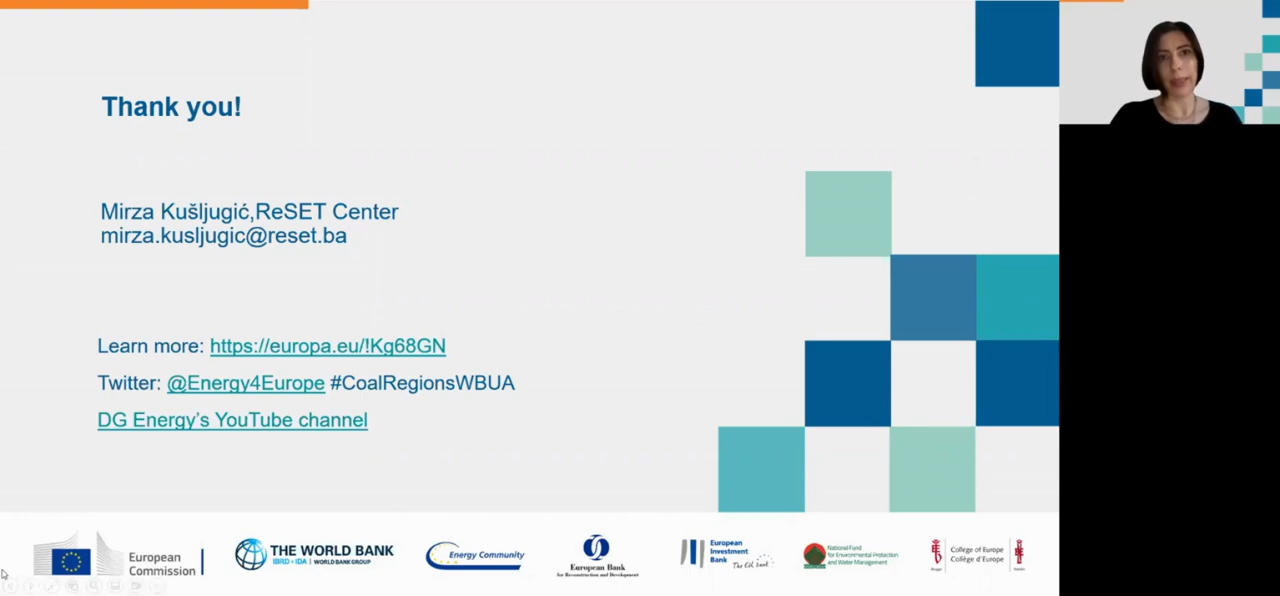 Thank you!
Mirza Kušljugić,ReSET Center
mirza.kusljugic@reset.ba
Learn more: https://europa.eu/!Kg68GN
Twitter: @Energy4Europe #CoalRegionsWBUA
DG Energy's YouTube channel
European
Commission
THE WORLD BANK
IBRD • IDA | WORLD BANK GROUP
Energy Community
European Bank
for Reconstruction and Development
European
Investment
Bank
The EU bank
National Fund
for Environmental Protection
and Water Management
College of Europe
Collège d'Europe
Brugge
Natolin